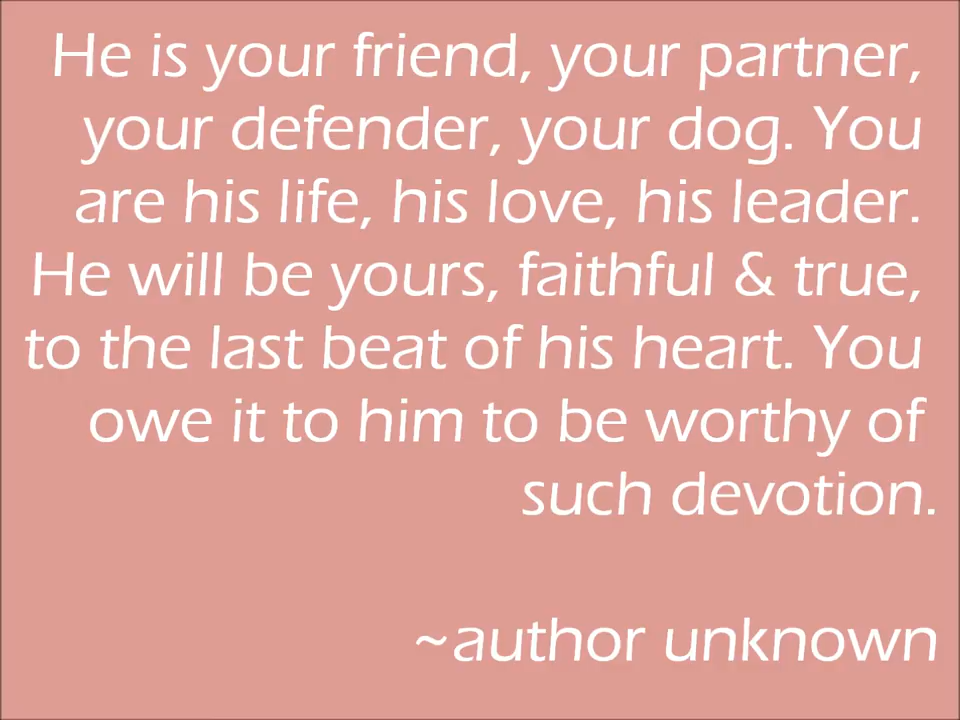 He is your friend, your partner,
your defender, your dog. You
are his life, his love, his leader.
He will be yours, faithful & true,
to the last beat of his heart. You
owe it to him to be worthy of
such devotion.
~author unknown